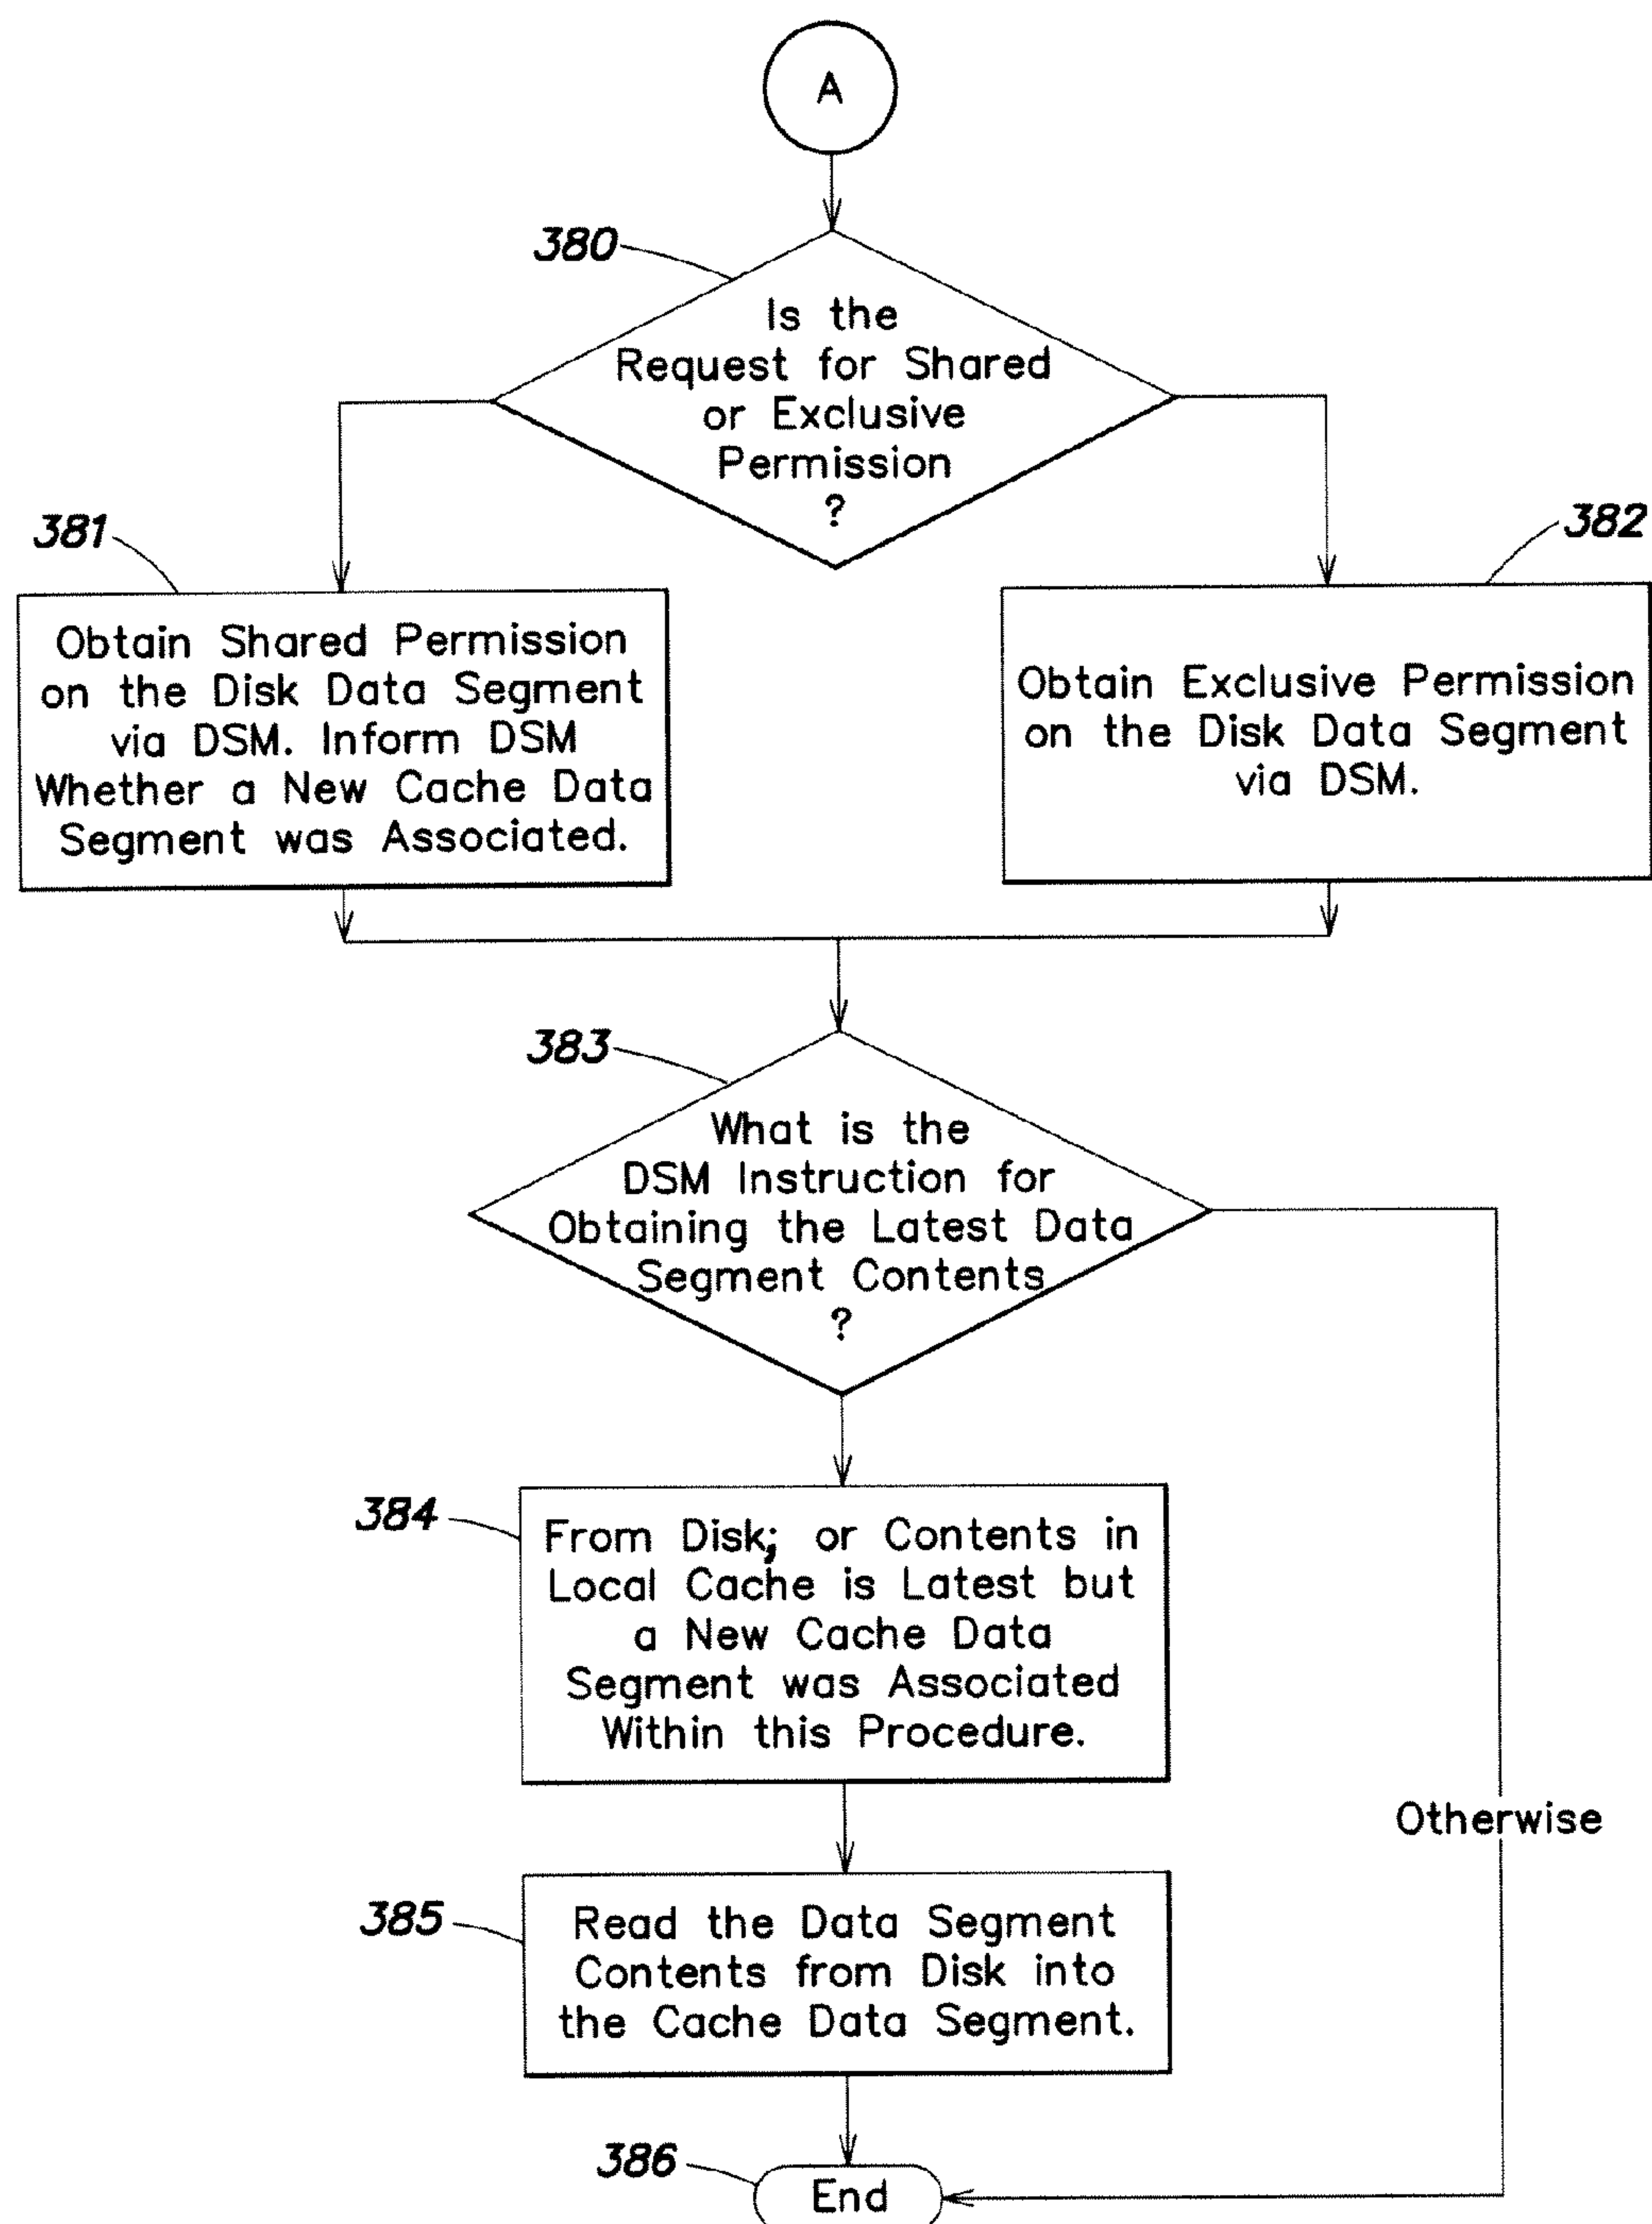 A
380
Is the
Request for Shared
or Exclusive
Permission
?
381
382
Obtain Shared Permission
on the Disk Data Segment
via DSM. Inform DSM
Whether a New Cache Data
Segment was Associated.
Obtain Exclusive Permission
on the Disk Data Segment
via DSM.
383
What is the
DSM Instruction for
Obtaining the Latest Data
Segment Contents
?
384
From Disk; or Contents in
Local Cache is Latest but
a New Cache Data
Segment was Associated
Within this Procedure.
Otherwise
385
Read the Data Segment
Contents from Disk into
the Cache Data Segment.
386
End